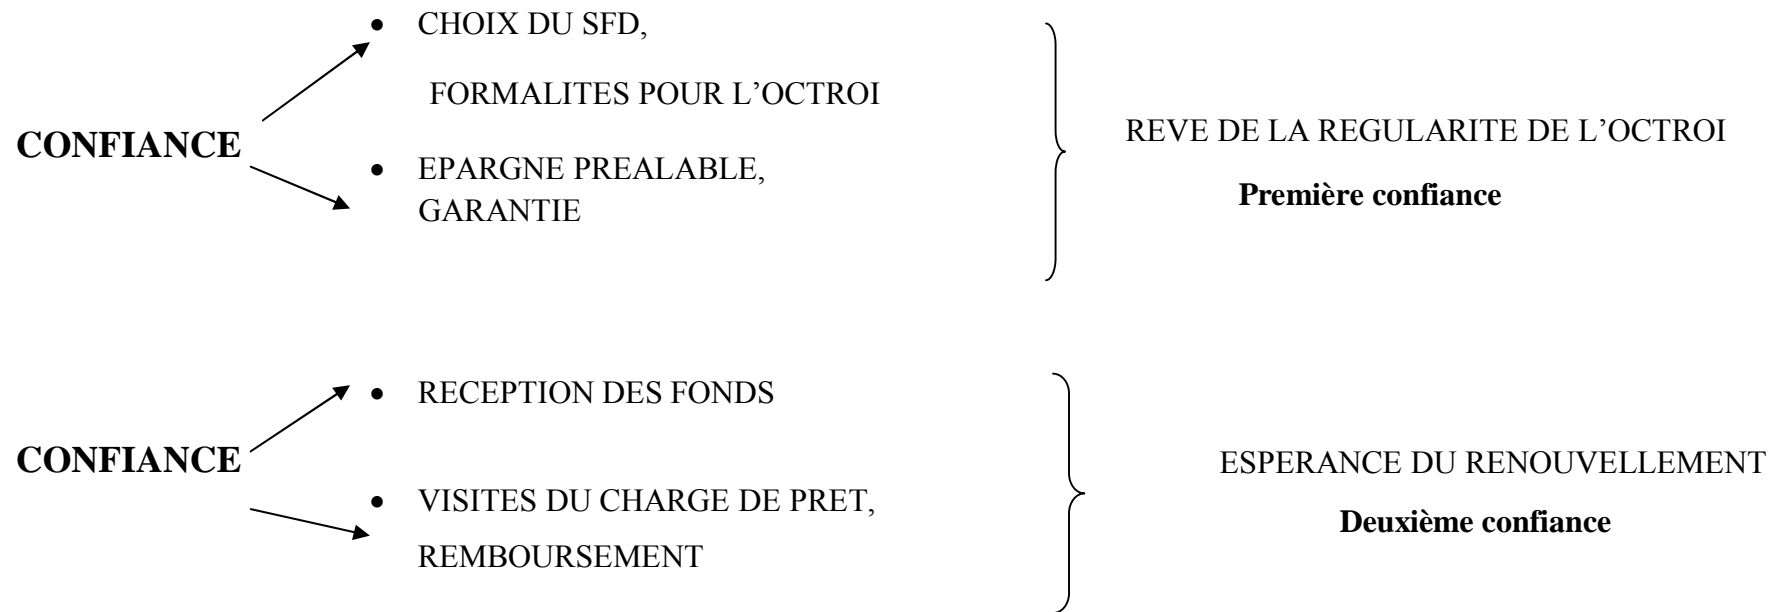 • CHOIX DU SFD,
FORMALITES POUR L’OCTROI
CONFIANCE
• EPARGNE PREALABLE,
GARANTIE
REVE DE LA REGULARITE DE L’OCTROI
Première confiance
• RECEPTION DES FONDS
CONFIANCE
• VISITES DU CHARGE DE PRET,
REMBOURSEMENT
ESPERANCE DU RENOUVELLEMENT
Deuxième confiance